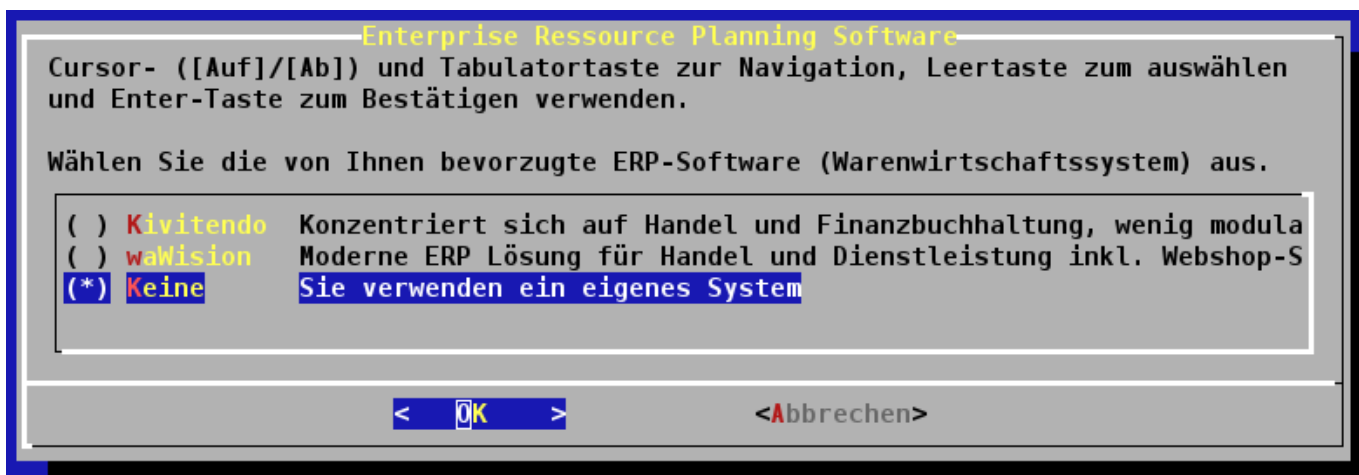 Enterprise Ressource Planning Software
Cursor- ([Auf]/[Ab]) und Tabulatortaste zur Navigation, Leertaste zum auswählen
und Enter-Taste zum Bestätigen verwenden.
Wählen Sie die von Ihnen bevorzugte ERP-Software (Warenwirtschaftssystem) aus.
( ) Kivitendo Konzentriert sich auf Handel und Finanzbuchhaltung, wenig modula
( ) waWision Moderne ERP Lösung für Handel und Dienstleistung inkl. Webshop-S
(*) Keine Sie verwenden ein eigenes System
< OK > <Abbrechen>